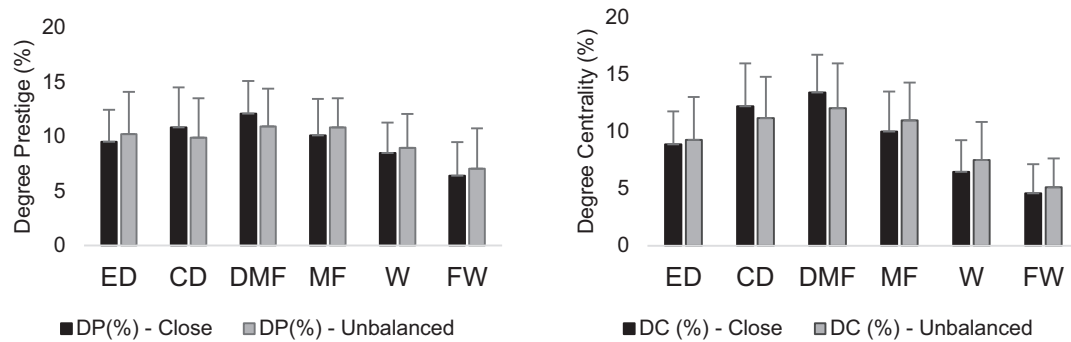 Degree Prestige (%)
20
15
10
5
0
ED CD DMF MF W FW
DP(%) - Close DP(%) - Unbalanced
Degree Centrality (%)
20
15
10
5
0
ED CD DMF MF W FW
DC (%) - Close DC (%) - Unbalanced